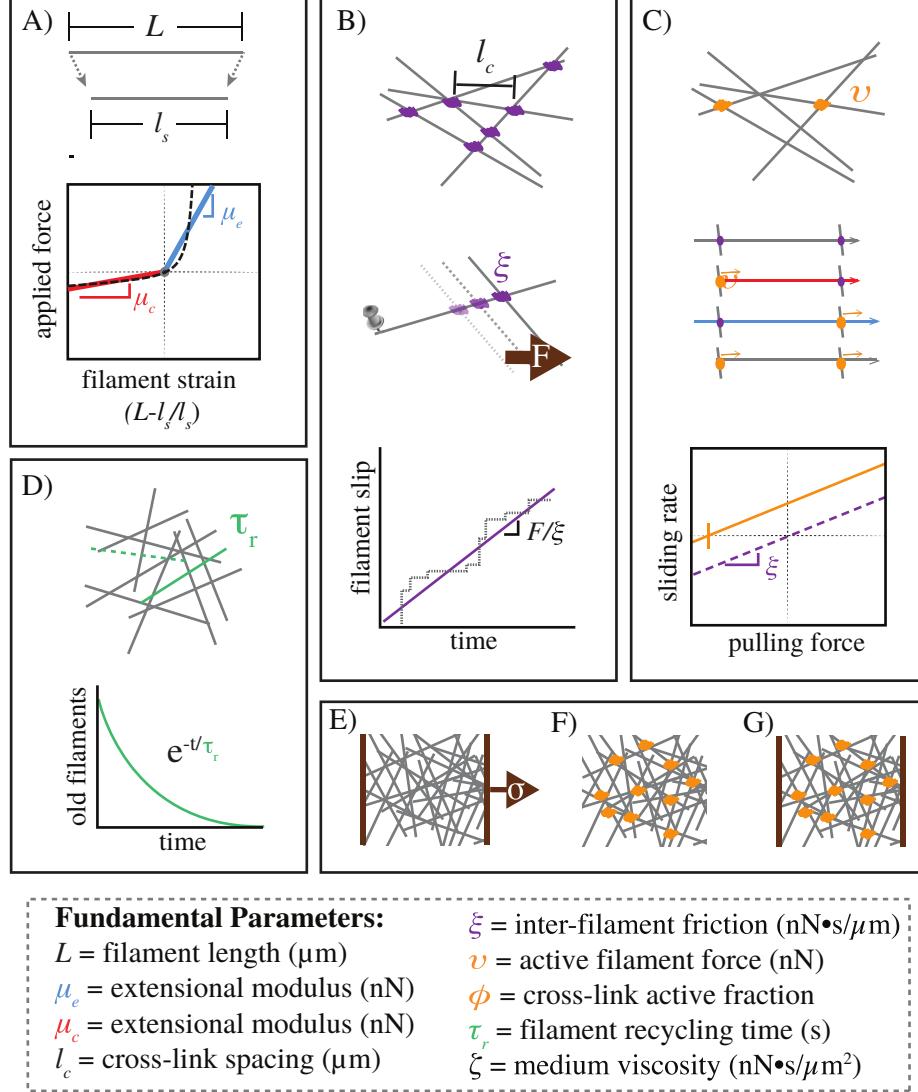 A)
L
l_s
applied force
μ_e
μ_c
filament strain
(L-l_s/l_s)
B)
l_c
ξ
F
filament slip
F/ξ
time
C)
υ
υ
sliding rate
ξ
pulling force
D)
τ_r
old filaments
e^{-t/τ_r}
time
E)
σ
F)
G)
Fundamental Parameters:
L = filament length (µm)
μ_e = extensional modulus (nN)
μ_c = extensional modulus (nN)
l_c = cross-link spacing (µm)
ξ = inter-filament friction (nN•s/µm)
υ = active filament force (nN)
ϕ = cross-link active fraction
τ_r = filament recycling time (s)
ζ = medium viscosity (nN•s/µm²)